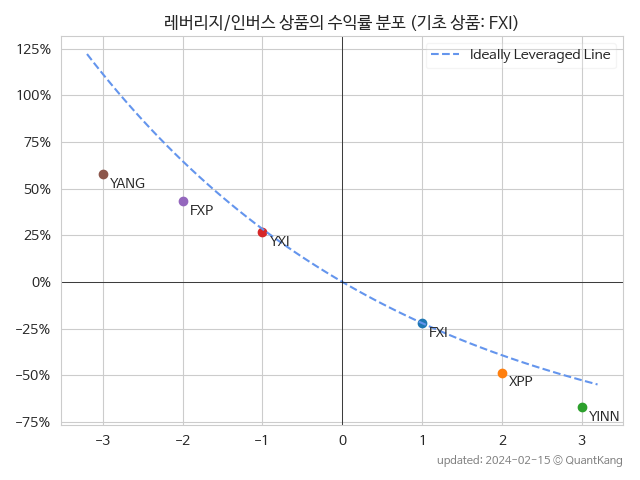 레버리지/인버스 상품의 수익률 분포 (기초 상품: FXI)
125%
Ideally Leveraged Line
100%
75%
YANG
50%
FXP
25%
YXI
0%
FXI
−25%
−50%
XPP
YINN
−75%
−3 −2 −1 0 1 2 3
updated: 2024-02-15 © QuantKang